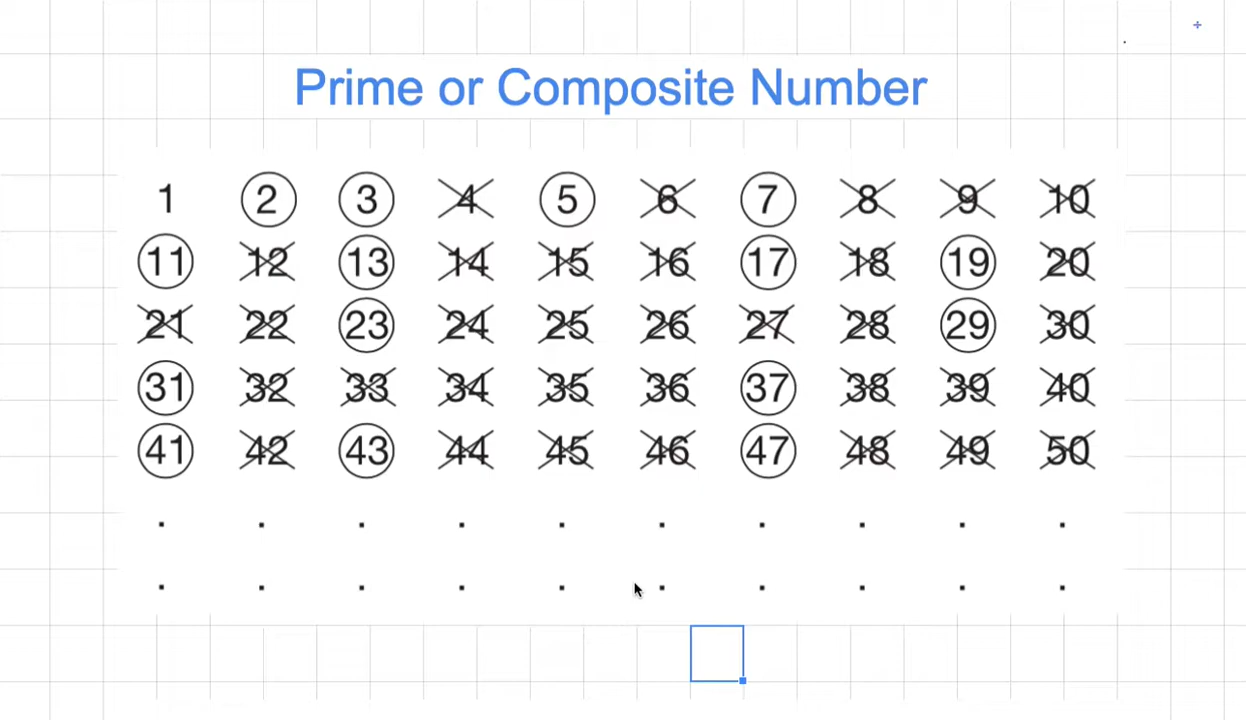 Prime or Composite Number
1 2 3 4 5 6 7 8 9 10
11 12 13 14 15 16 17 18 19 20
21 22 23 24 25 26 27 28 29 30
31 32 33 34 35 36 37 38 39 40
41 42 43 44 45 46 47 48 49 50
. . . . . . . . . .
. . . . . . . . . .